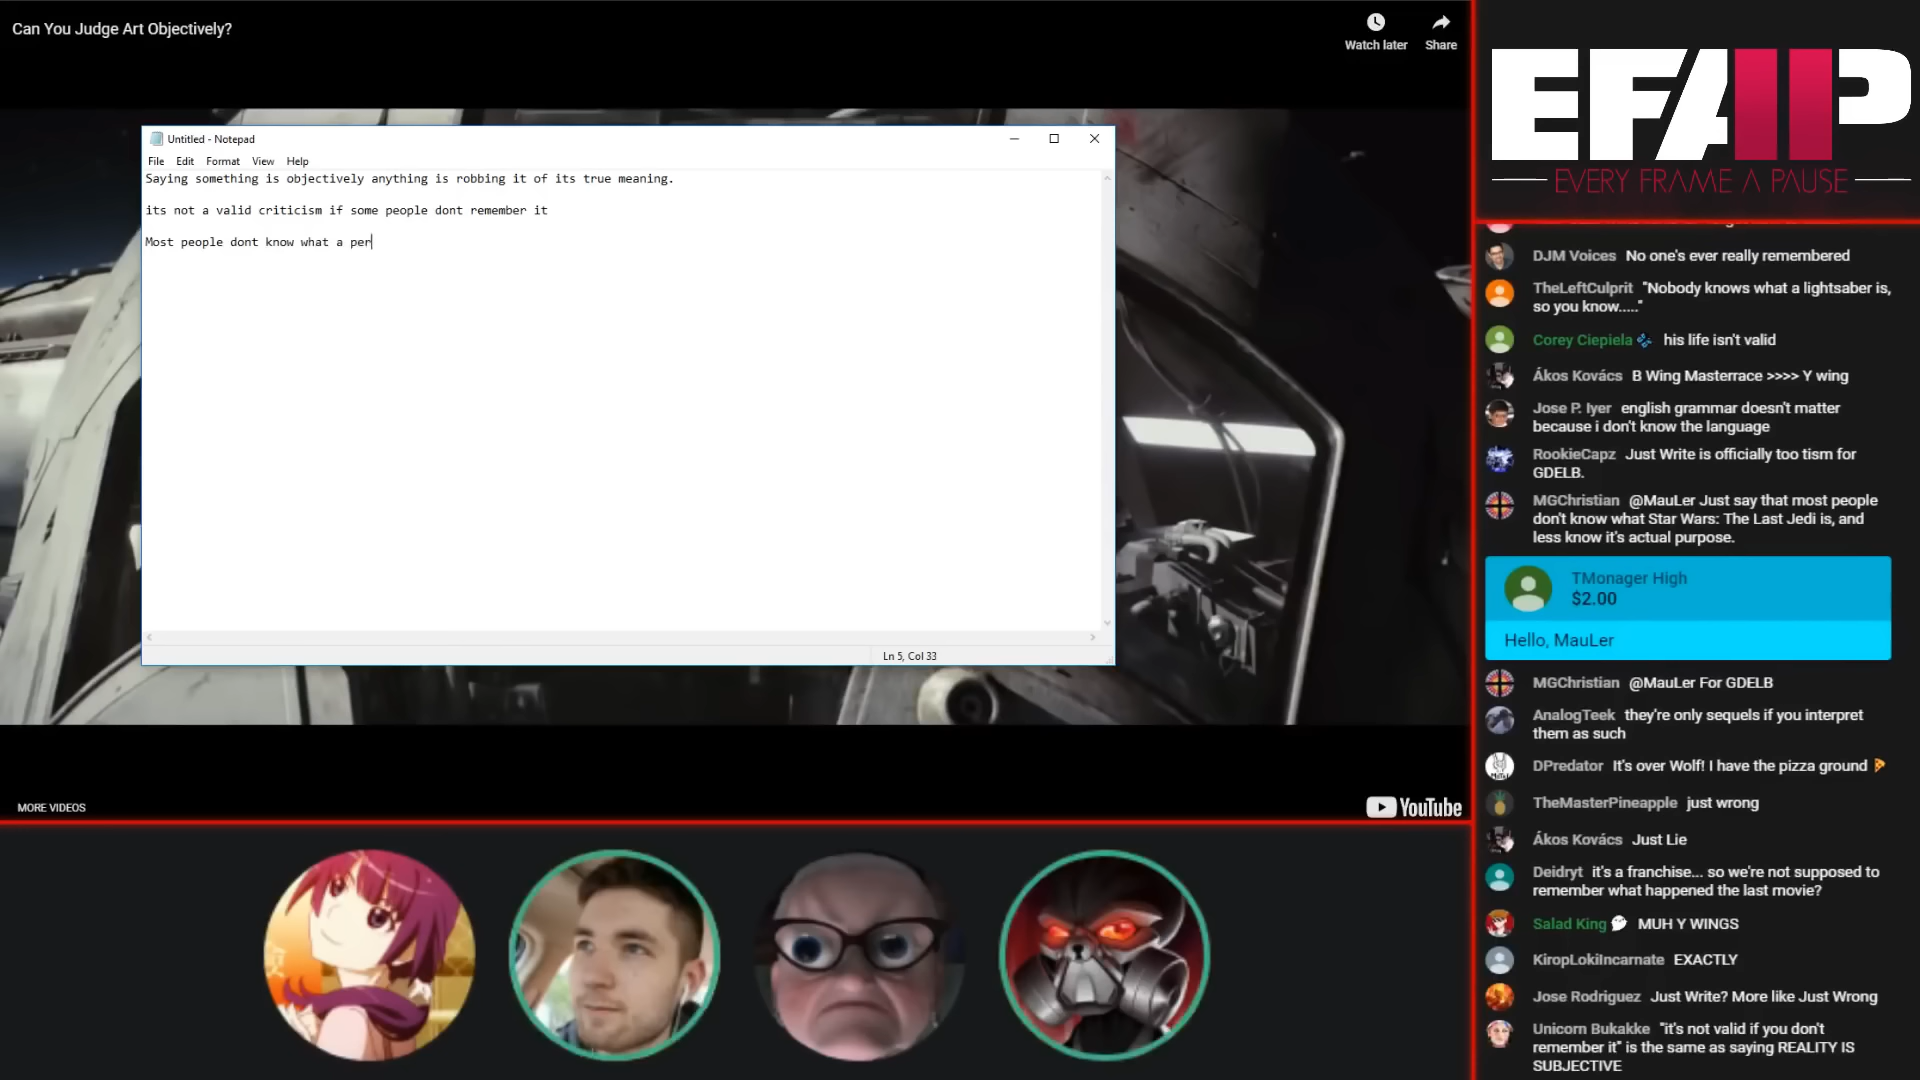 Can You Judge Art Objectively?
Watch later
Share
Untitled - Notepad
File Edit Format View Help
Saying something is objectively anything is robbing it of its true meaning.
its not a valid criticism if some people dont remember it
Most people dont know what a per
Ln 5, Col 33
MORE VIDEOS
YouTube
EFAP
EVERY FRAME A PAUSE
DJM Voices No one's ever really remembered
TheLeftCulprit "Nobody knows what a lightsaber is,
so you know....."
Corey Ciepiela his life isn't valid
Ákos Kovács B Wing Masterrace >>>> Y wing
Jose P. Iyer english grammar doesn't matter
because i don't know the language
RookieCapz Just Write is officially too tism for
GDELB.
MGChristian @MauLer Just say that most people
don't know what Star Wars: The Last Jedi is, and
less know it's actual purpose.
TMonager High
$2.00
Hello, MauLer
MGChristian @MauLer For GDELB
AnalogTeek they're only sequels if you interpret
them as such
DPredator It's over Wolf! I have the pizza ground 🍕
TheMasterPineapple just wrong
Ákos Kovács Just Lie
Deidryt it's a franchise... so we're not supposed to
remember what happened the last movie?
Salad King MUH Y WINGS
KiropLokiIncarnate EXACTLY
Jose Rodriguez Just Write? More like Just Wrong
Unicorn Bukakke "it's not valid if you don't
remember it" is the same as saying REALITY IS
SUBJECTIVE